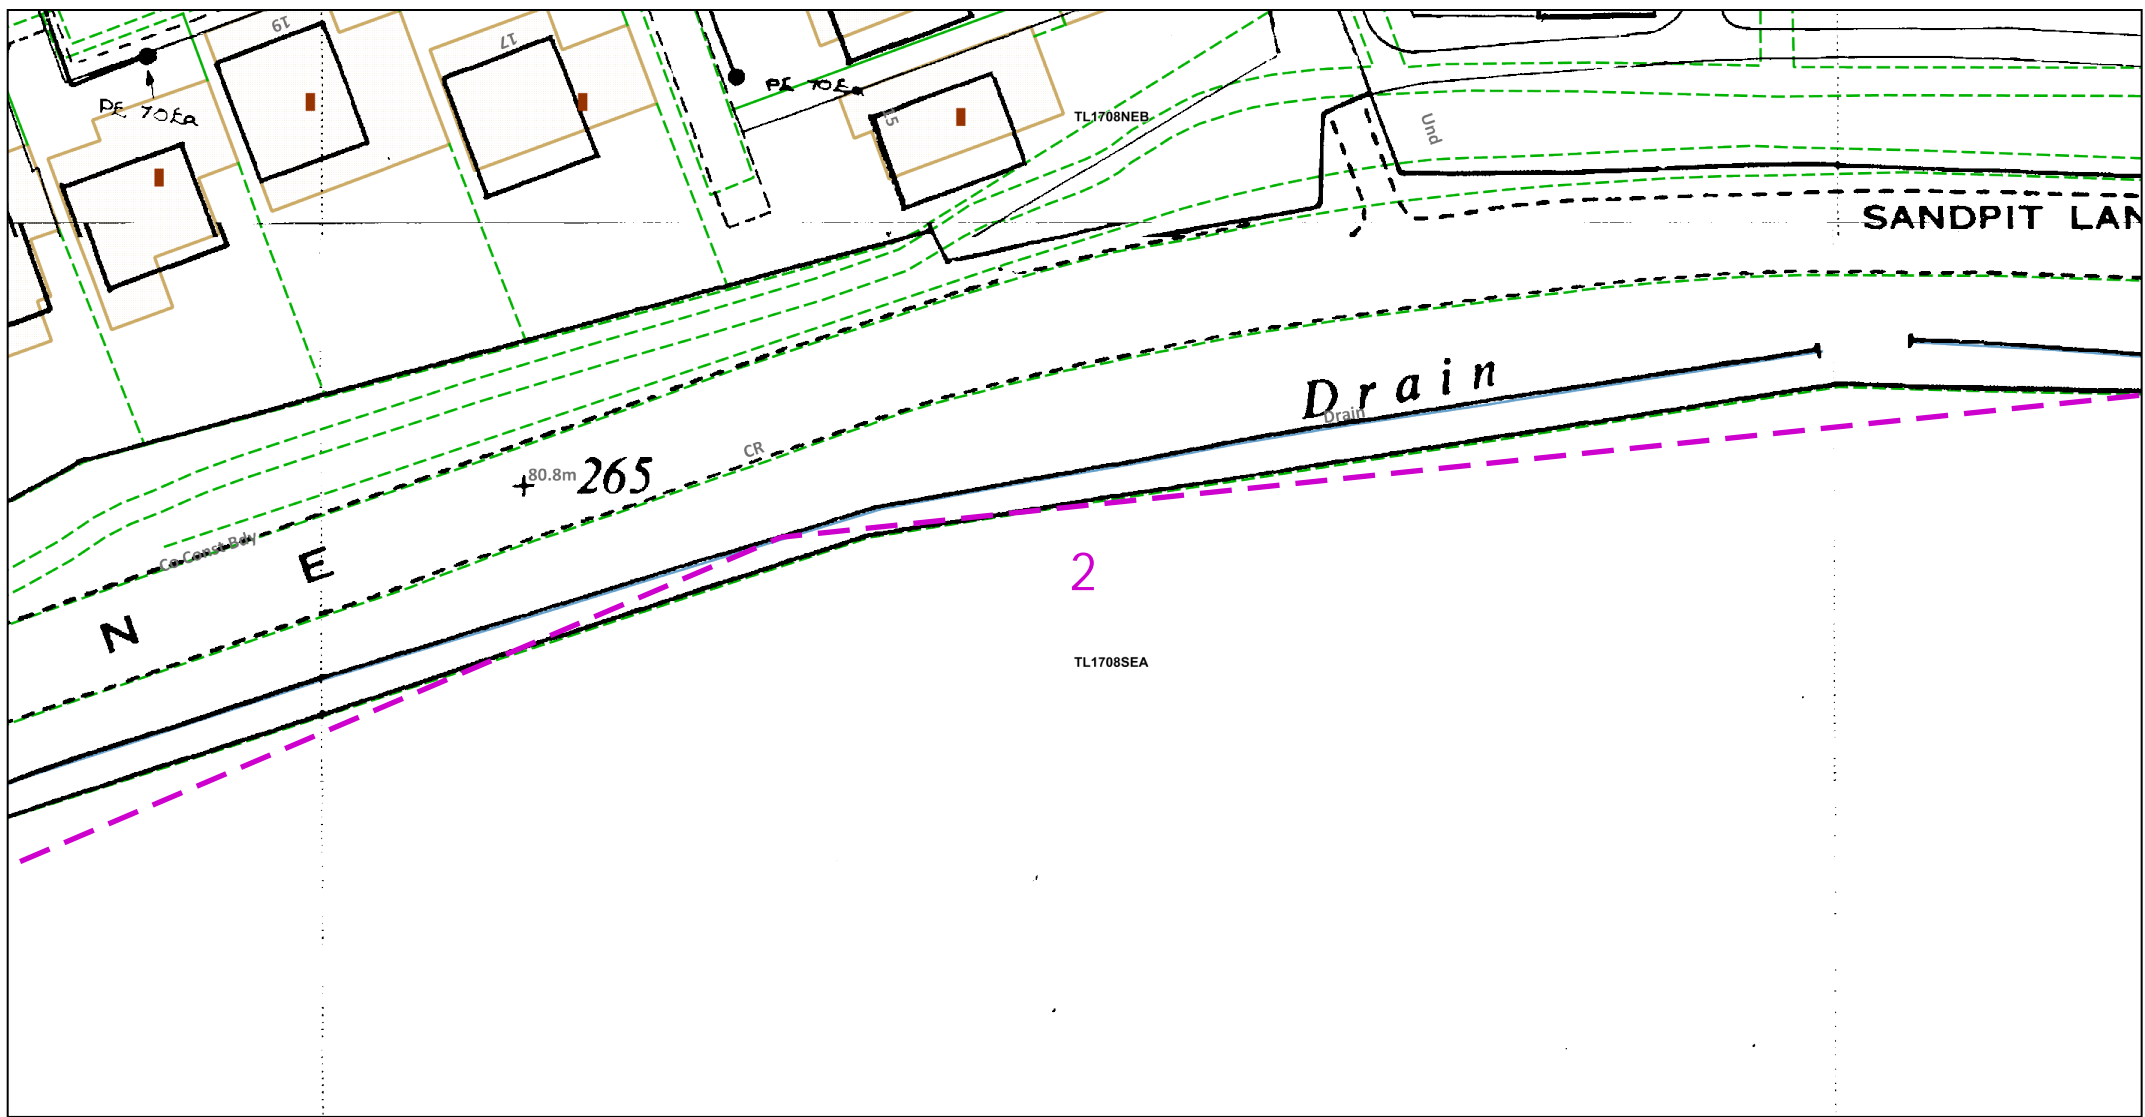 19
17
PE 70Ea
PE 70Ea
15
TL1708NEB
Und
SANDPIT LAN
Drain
Drain
CR
80.8m
265
Co Const Bdy
E
N
2
TL1708SEA